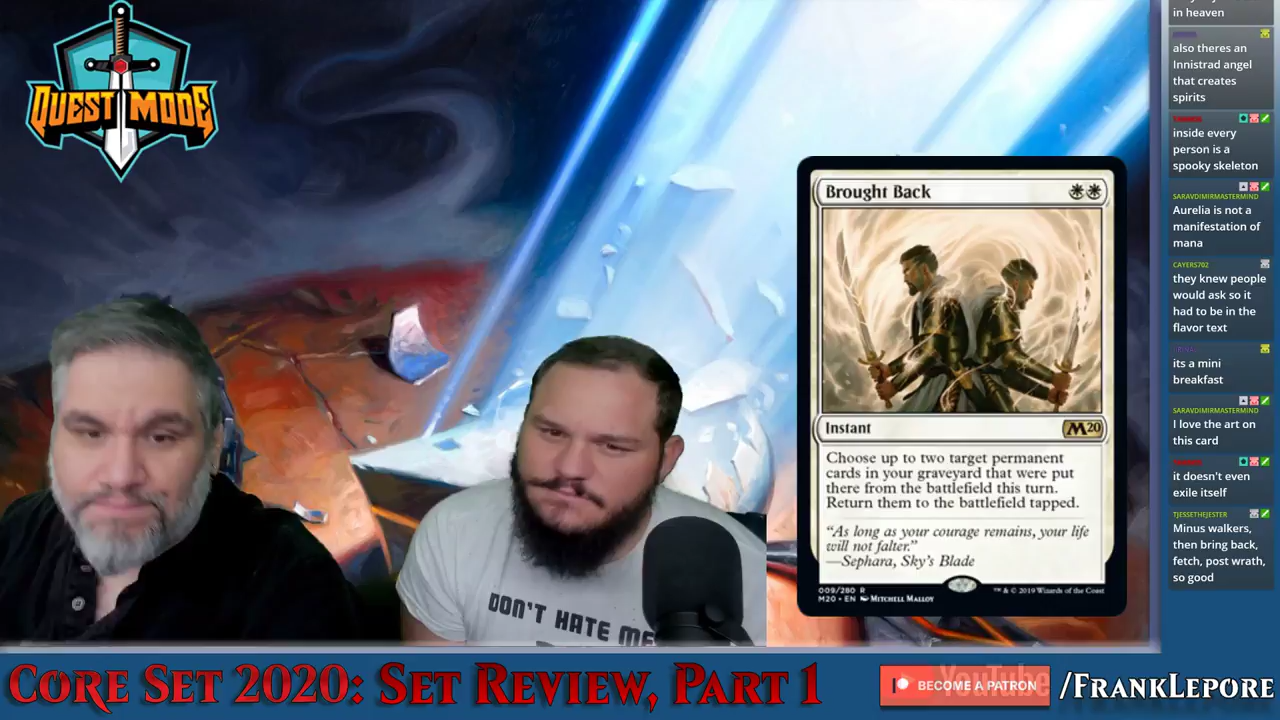 QUEST MODE
DON'T HATE ME
Brought Back
Instant
M20
Choose up to two target permanent
cards in your graveyard that were put
there from the battlefield this turn.
Return them to the battlefield tapped.
“As long as your courage remains, your life
will not falter.”
—Sephara, Sky's Blade
009/280 R
M20 • EN MITCHELL MALLOY
™ & © 2019 Wizards of the Coast
in heaven
also theres an
Innistrad angel
that creates
spirits
inside every
person is a
spooky skeleton
SARAVDIMIRMASTERMIND
Aurelia is not a
manifestation of
mana
CAYERS702
they knew people
would ask so it
had to be in the
flavor text
its a mini
breakfast
SARAVDIMIRMASTERMIND
I love the art on
this card
it doesn't even
exile itself
TJESSETHEJESTER
Minus walkers,
then bring back,
fetch, post wrath,
so good
CORE SET 2020: SET REVIEW, PART 1
YouTube
BECOME A PATRON
/FRANKLEPORE